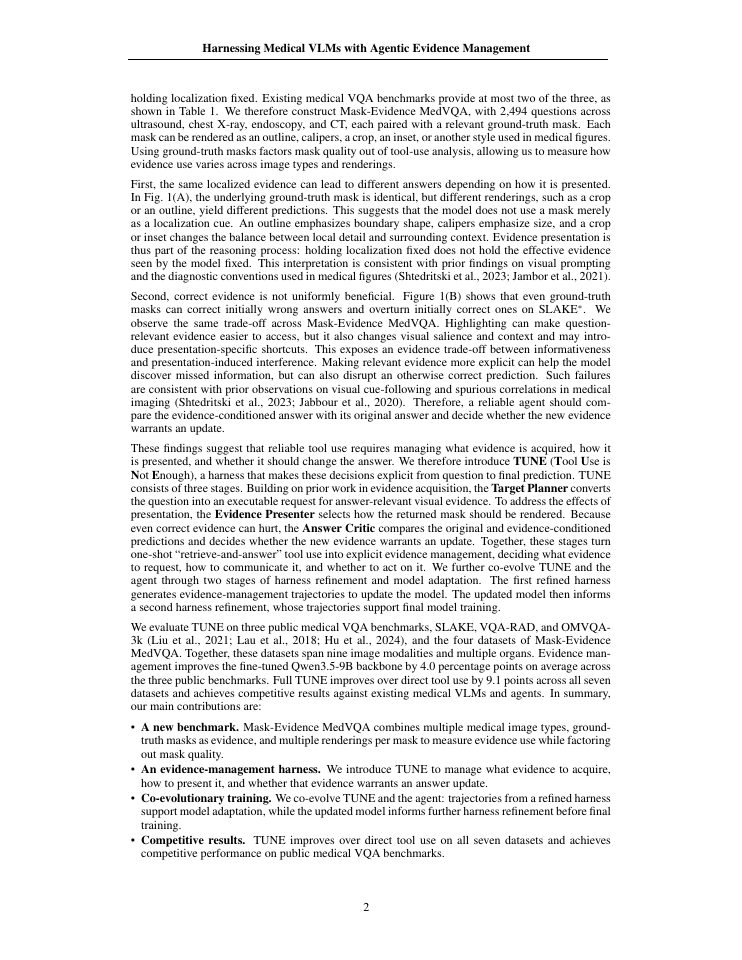 Harnessing Medical VLMs with Agentic Evidence Management
holding localization fixed. Existing medical VQA benchmarks provide at most two of the three, as
shown in Table 1. We therefore construct Mask-Evidence MedVQA, with 2,494 questions across
ultrasound, chest X-ray, endoscopy, and CT, each paired with a relevant ground-truth mask. Each
mask can be rendered as an outline, calipers, a crop, an inset, or another style used in medical figures.
Using ground-truth masks factors mask quality out of tool-use analysis, allowing us to measure how
evidence use varies across image types and renderings.
First, the same localized evidence can lead to different answers depending on how it is presented.
In Fig. 1(A), the underlying ground-truth mask is identical, but different renderings, such as a crop
or an outline, yield different predictions. This suggests that the model does not use a mask merely
as a localization cue. An outline emphasizes boundary shape, calipers emphasize size, and a crop
or inset changes the balance between local detail and surrounding context. Evidence presentation is
thus part of the reasoning process: holding localization fixed does not hold the effective evidence
seen by the model fixed. This interpretation is consistent with prior findings on visual prompting
and the diagnostic conventions used in medical figures (Shtedritski et al., 2023; Jambor et al., 2021).
Second, correct evidence is not uniformly beneficial. Figure 1(B) shows that even ground-truth
masks can correct initially wrong answers and overturn initially correct ones on SLAKE*. We
observe the same trade-off across Mask-Evidence MedVQA. Highlighting can make question-
relevant evidence easier to access, but it also changes visual salience and context and may intro-
duce presentation-specific shortcuts. This exposes an evidence trade-off between informativeness
and presentation-induced interference. Making relevant evidence more explicit can help the model
discover missed information, but can also disrupt an otherwise correct prediction. Such failures
are consistent with prior observations on visual cue-following and spurious correlations in medical
imaging (Shtedritski et al., 2023; Jabbour et al., 2020). Therefore, a reliable agent should com-
pare the evidence-conditioned answer with its original answer and decide whether the new evidence
warrants an update.
These findings suggest that reliable tool use requires managing what evidence is acquired, how it
is presented, and whether it should change the answer. We therefore introduce TUNE (Tool Use is
Not Enough), a harness that makes these decisions explicit from question to final prediction. TUNE
consists of three stages. Building on prior work in evidence acquisition, the Target Planner converts
the question into an executable request for answer-relevant visual evidence. To address the effects of
presentation, the Evidence Presenter selects how the returned mask should be rendered. Because
even correct evidence can hurt, the Answer Critic compares the original and evidence-conditioned
predictions and decides whether the new evidence warrants an update. Together, these stages turn
one-shot “retrieve-and-answer” tool use into explicit evidence management, deciding what evidence
to request, how to communicate it, and whether to act on it. We further co-evolve TUNE and the
agent through two stages of harness refinement and model adaptation. The first refined harness
generates evidence-management trajectories to update the model. The updated model then informs
a second harness refinement, whose trajectories support final model training.
We evaluate TUNE on three public medical VQA benchmarks, SLAKE, VQA-RAD, and OMVQA-
3k (Liu et al., 2021; Lau et al., 2018; Hu et al., 2024), and the four datasets of Mask-Evidence
MedVQA. Together, these datasets span nine image modalities and multiple organs. Evidence man-
agement improves the fine-tuned Qwen3.5-9B backbone by 4.0 percentage points on average across
the three public benchmarks. Full TUNE improves over direct tool use by 9.1 points across all seven
datasets and achieves competitive results against existing medical VLMs and agents. In summary,
our main contributions are:
• A new benchmark. Mask-Evidence MedVQA combines multiple medical image types, ground-
truth masks as evidence, and multiple renderings per mask to measure evidence use while factoring
out mask quality.
• An evidence-management harness. We introduce TUNE to manage what evidence to acquire,
how to present it, and whether that evidence warrants an answer update.
• Co-evolutionary training. We co-evolve TUNE and the agent: trajectories from a refined harness
support model adaptation, while the updated model informs further harness refinement before final
training.
• Competitive results. TUNE improves over direct tool use on all seven datasets and achieves
competitive performance on public medical VQA benchmarks.
2